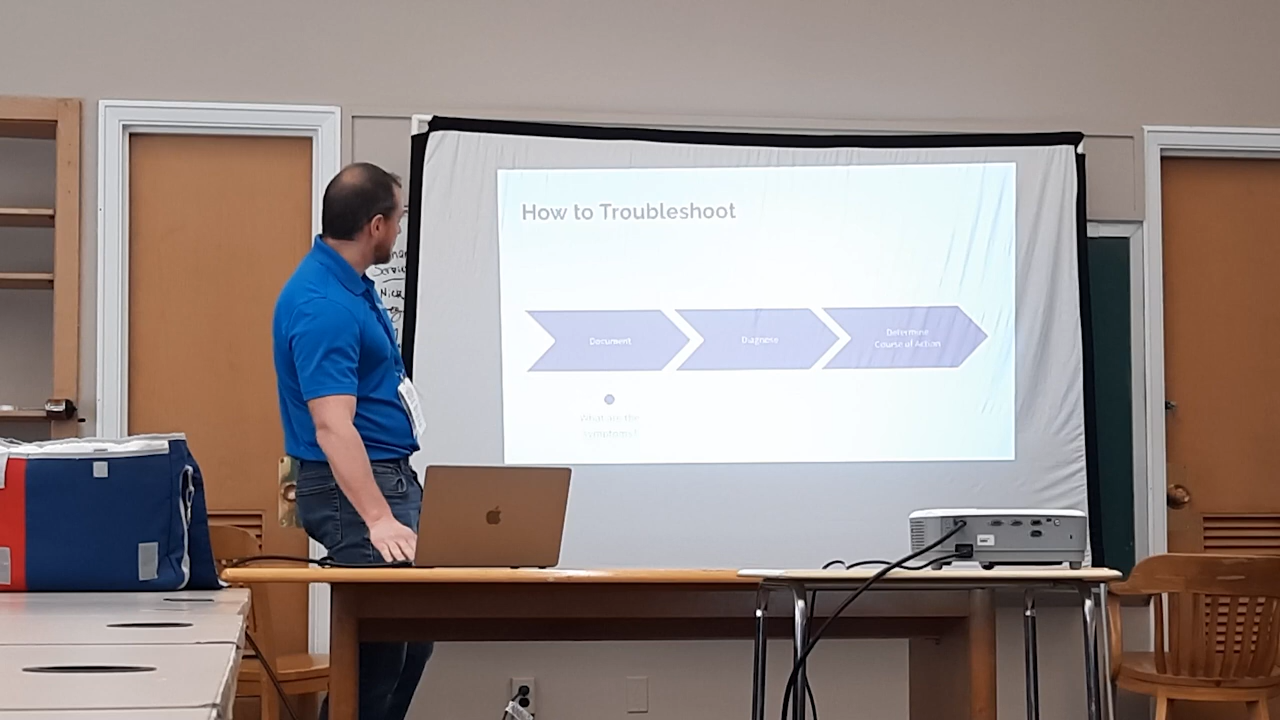 How to Troubleshoot
Document
Diagnose
Determine
Course of Action
What are the
symptoms?